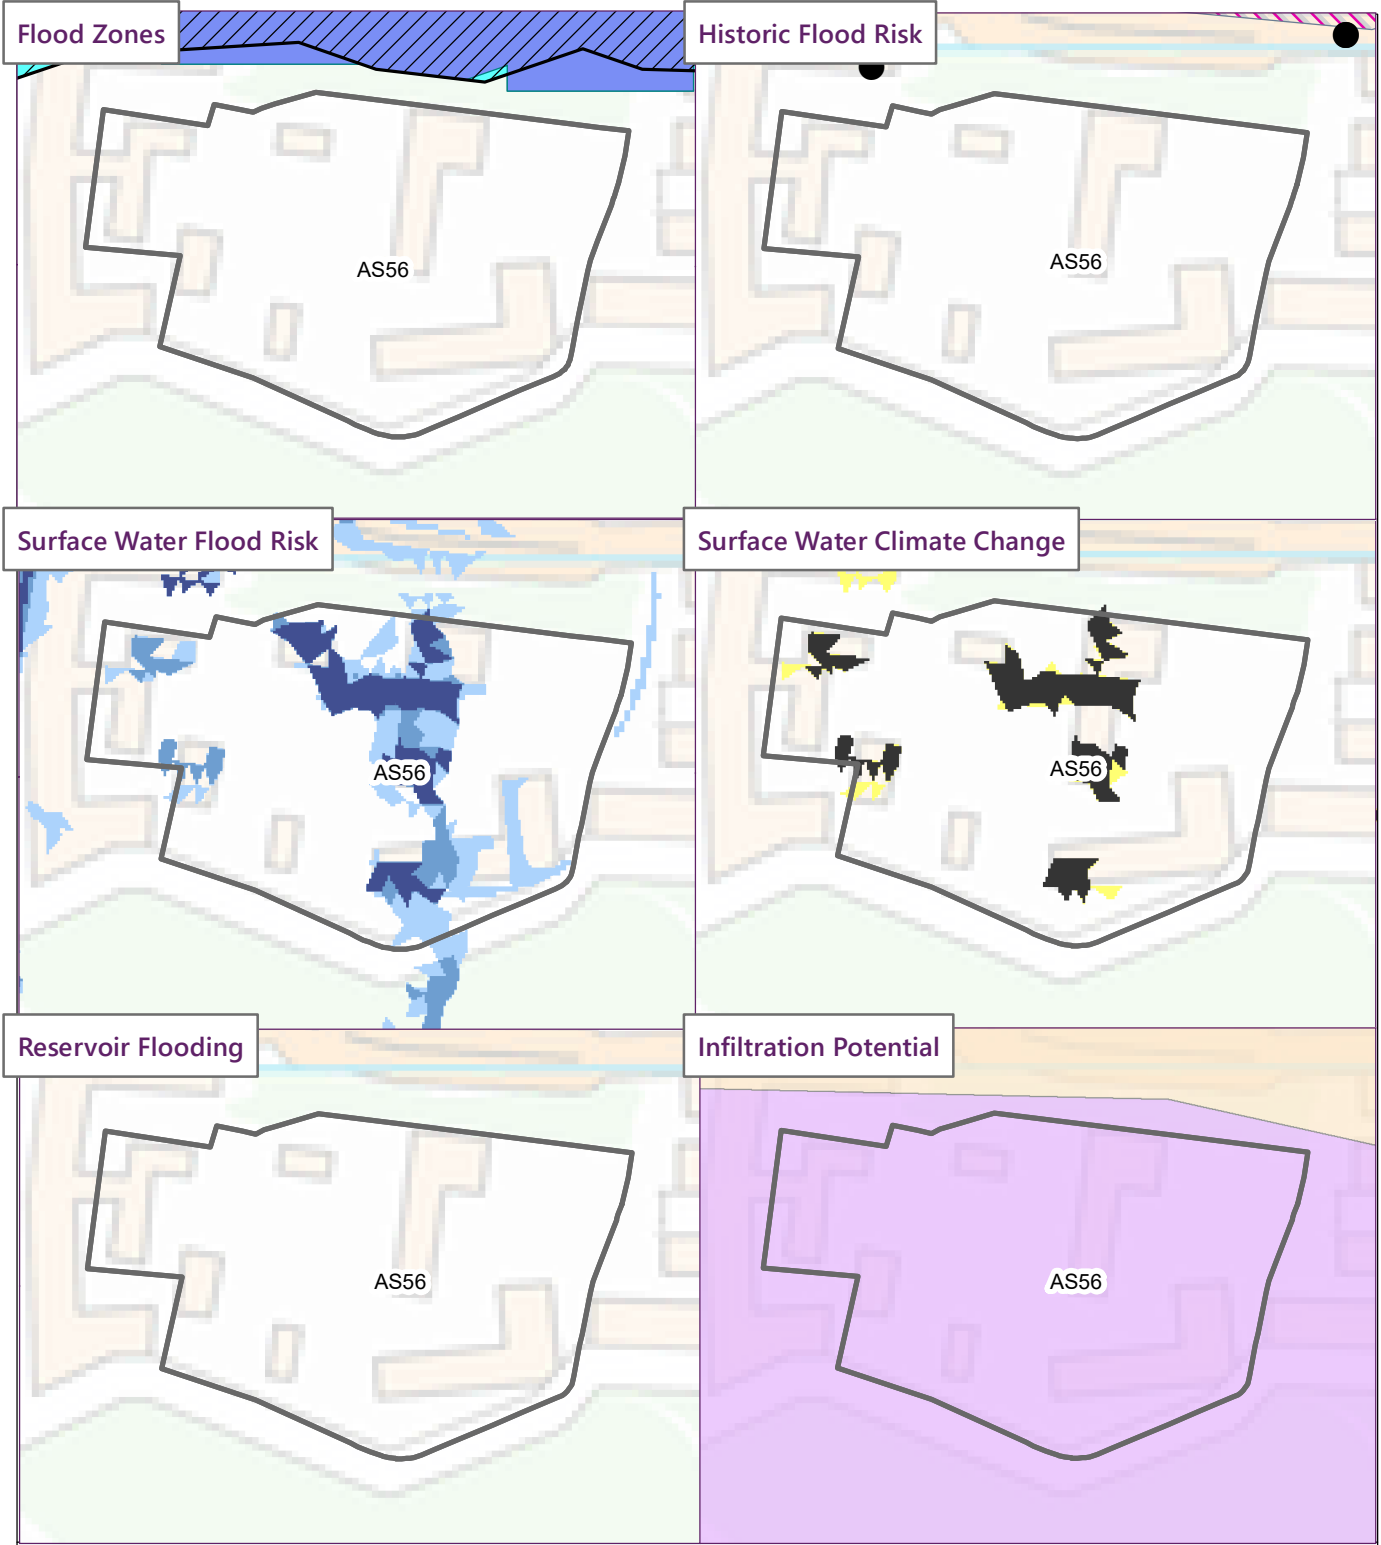 Flood Zones
Historic Flood Risk
AS56
AS56
Surface Water Flood Risk
Surface Water Climate Change
AS56
AS56
Reservoir Flooding
Infiltration Potential
AS56
AS56